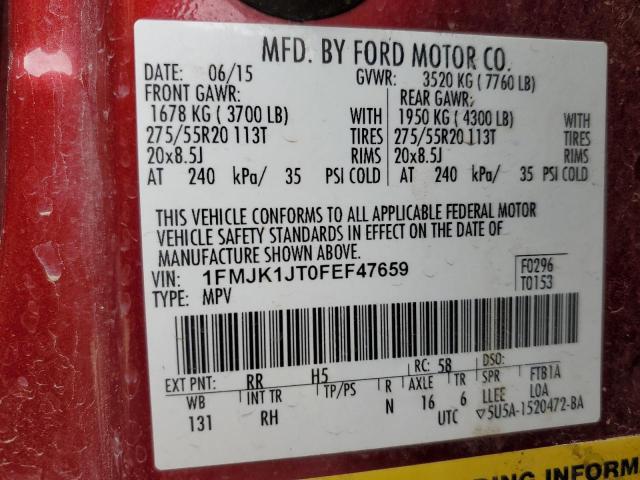 MFD. BY FORD MOTOR CO.
DATE: 06/15 GVWR: 3520 KG ( 7760 LB)
FRONT GAWR: REAR GAWR:
1678 KG ( 3700 LB) WITH 1950 KG ( 4300 LB) WITH
275/55R20 113T TIRES 275/55R20 113T TIRES
20x8.5J RIMS 20x8.5J RIMS
AT 240 kPa/ 35 PSI COLD AT 240 kPa/ 35 PSI COLD
THIS VEHICLE CONFORMS TO ALL APPLICABLE FEDERAL MOTOR
VEHICLE SAFETY STANDARDS IN EFFECT ON THE DATE OF
MANUFACTURE SHOWN ABOVE.
VIN: 1FMJK1JT0FEF47659 F0296
TYPE: MPV T0153
EXT PNT: RR H5 RC: 58 DSO:
WB INT TR TP/PS R AXLE TR SPR FTB1A
131 RH N 16 6 LLEE LOA
UTC ▽5U5A-1520472-BA
RING INFORM